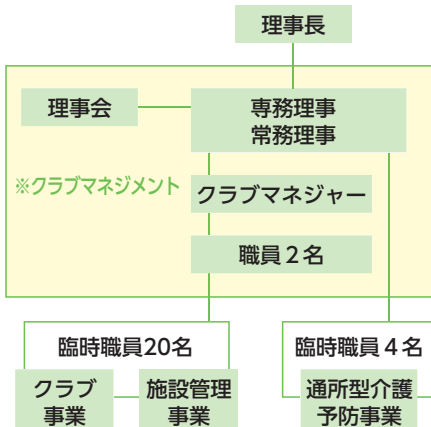 理事長
理事会
専務理事
常務理事
※クラブマネジメント
クラブマネジャー
職員２名
臨時職員20名
臨時職員４名
クラブ
事業
施設管理
事業
通所型介護
予防事業